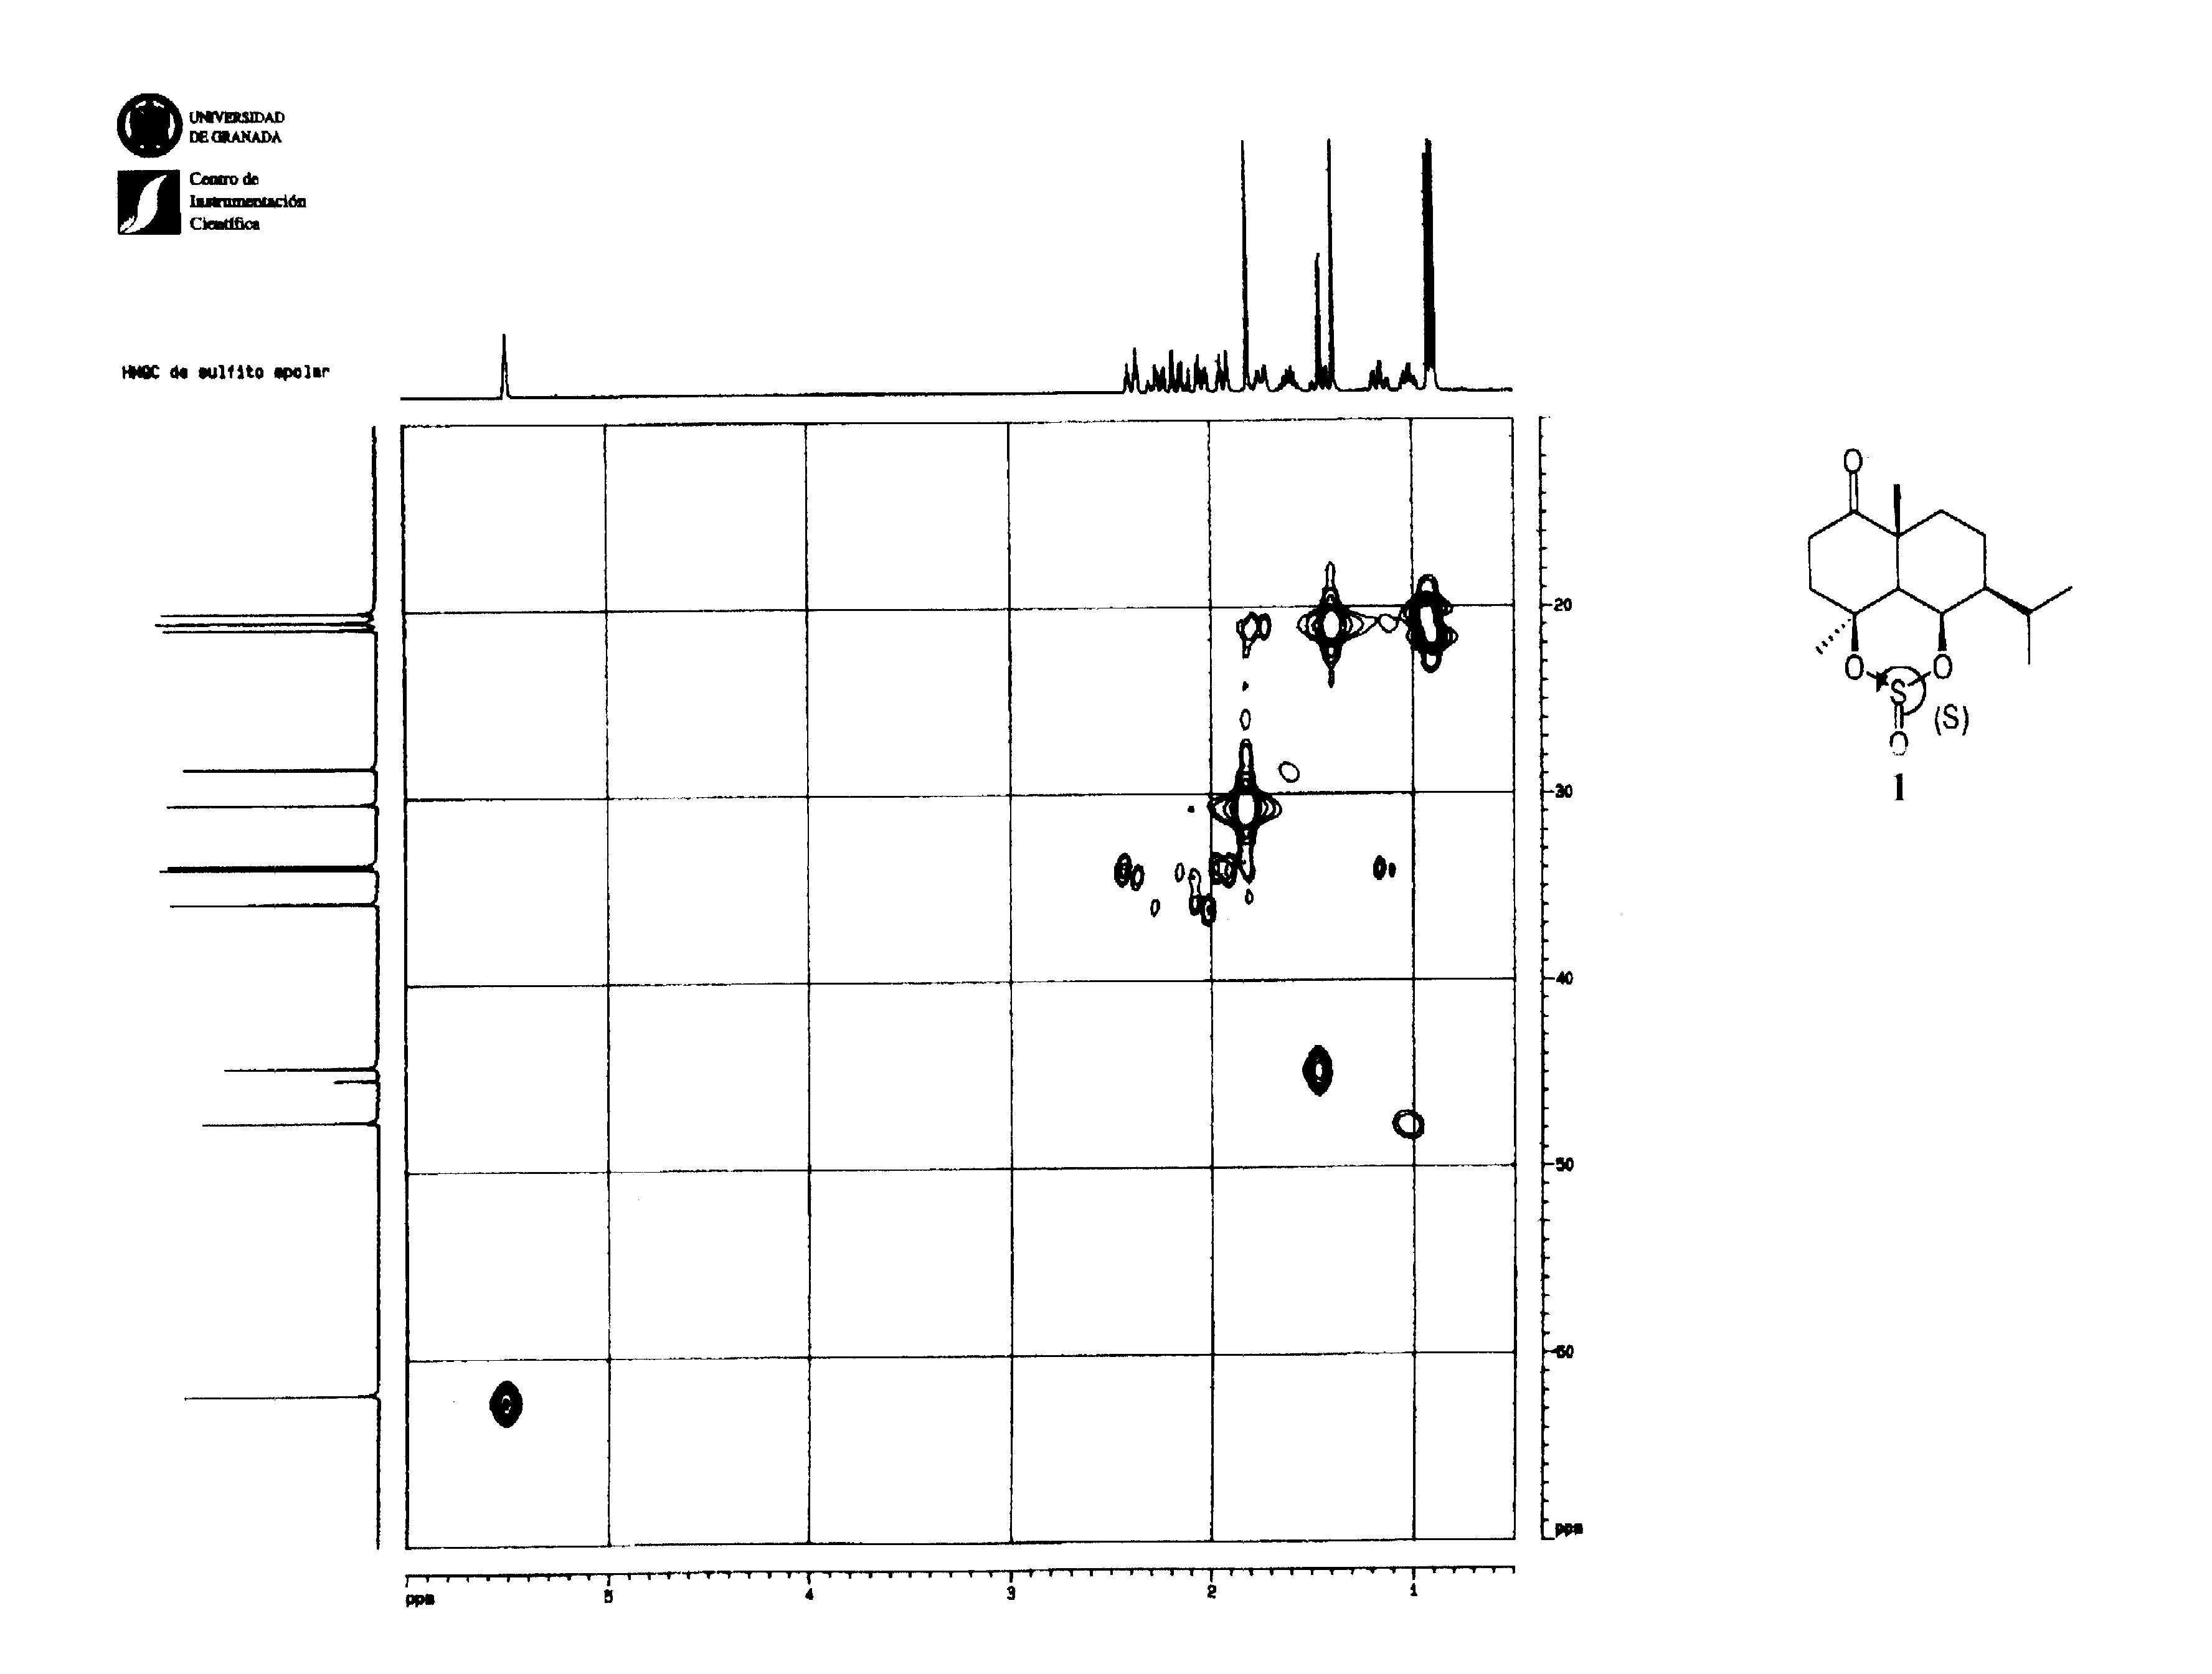 UNIVERSIDAD
DE GRANADA
Centro de
Instrumentación
Científica
HMQC de sulfito apolar
20
30
40
50
60
ppm
ppm
5
4
3
2
1
O
O
O
S
(S)
O
1